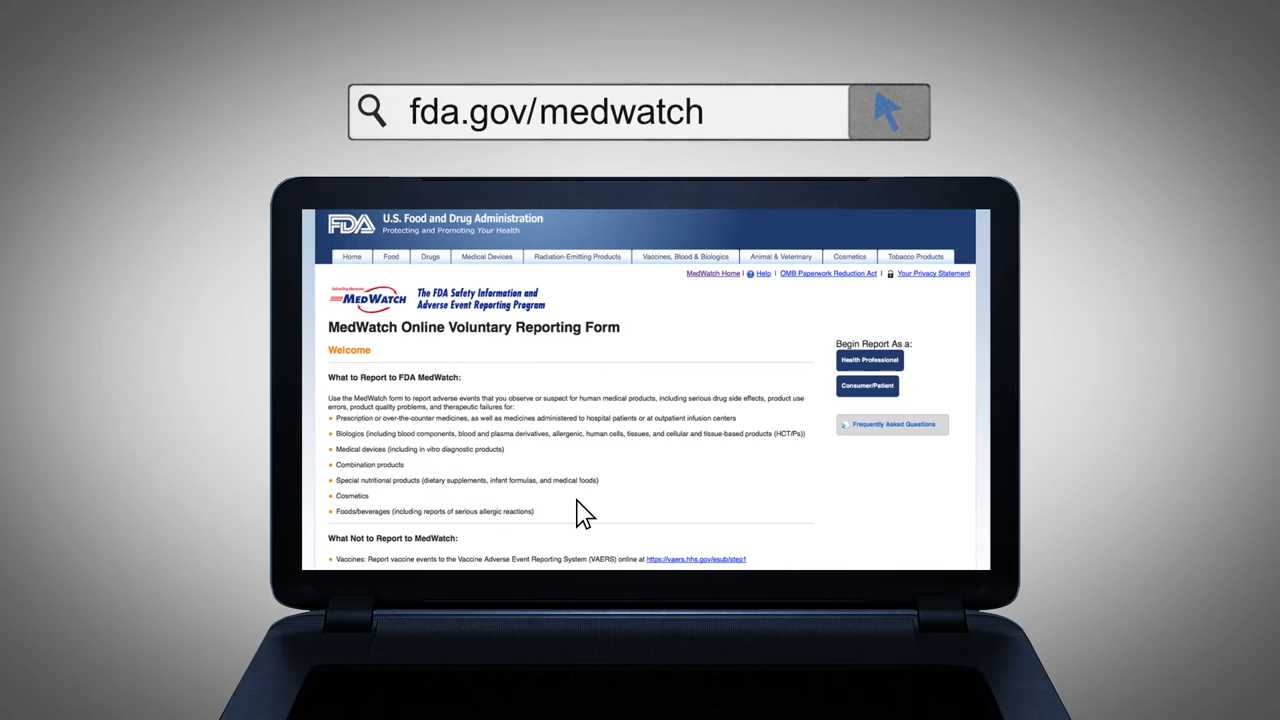 fda.gov/medwatch
FDA U.S. Food and Drug Administration
Protecting and Promoting Your Health
Home Food Drugs Medical Devices Radiation-Emitting Products Vaccines, Blood & Biologics Animal & Veterinary Cosmetics Tobacco Products
MedWatch Home | Help | OMB Paperwork Reduction Act | Your Privacy Statement
MEDWATCH The FDA Safety Information and
Adverse Event Reporting Program
MedWatch Online Voluntary Reporting Form
Welcome
What to Report to FDA MedWatch:
Use the MedWatch form to report adverse events that you observe or suspect for human medical products, including serious drug side effects, product use
errors, product quality problems, and therapeutic failures for:
Prescription or over-the-counter medicines, as well as medicines administered to hospital patients or at outpatient infusion centers
Biologics (including blood components, blood and plasma derivatives, allergenic, human cells, tissues, and cellular and tissue-based products (HCT/Ps))
Medical devices (including in vitro diagnostic products)
Combination products
Special nutritional products (dietary supplements, infant formulas, and medical foods)
Cosmetics
Foods/beverages (including reports of serious allergic reactions)
What Not to Report to MedWatch:
Vaccines: Report vaccine events to the Vaccine Adverse Event Reporting System (VAERS) online at https://vaers.hhs.gov/esub/step1
Begin Report As a:
Health Professional
Consumer/Patient
Frequently Asked Questions